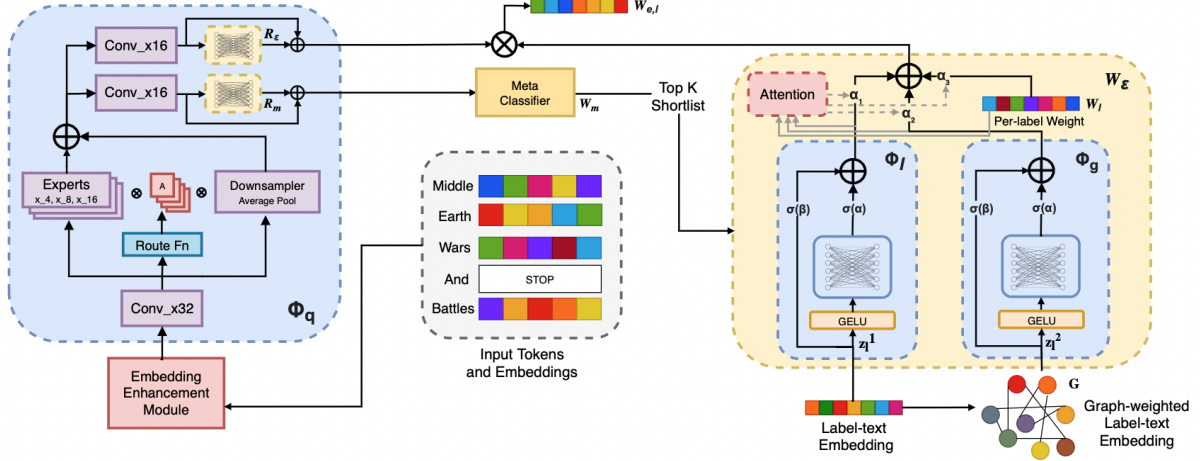 W_e,l
Conv_x16
R_ε
Conv_x16
R_m
Meta
Classifier
W_m
Top K
Shortlist
Experts
x_4, x_8, x_16
A
Downsampler
Average Pool
Route Fn
Conv_x32
Φq
Embedding
Enhancement
Module
Middle
Earth
Wars
And
STOP
Battles
Input Tokens
and Embeddings
W_ε
Attention
α_1
α_2
α_3
W_l
Per-label Weight
Φ_l
σ(β)
σ(α)
GELU
z_l^1
Φ_g
σ(β)
σ(α)
GELU
z_l^2
Label-text
Embedding
G
Graph-weighted
Label-text
Embedding